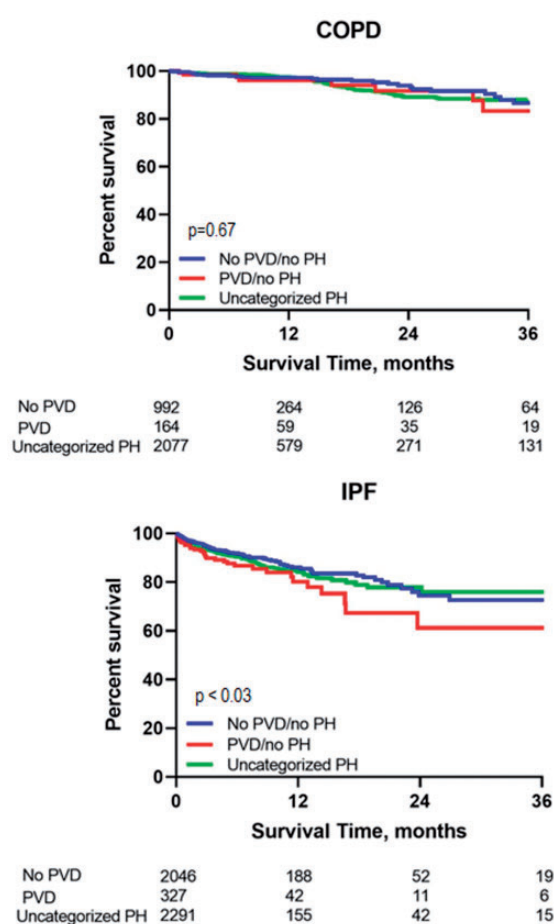 COPD
100
80
60
40
20
0
Percent survival
p=0.67
No PVD/no PH
PVD/no PH
Uncategorized PH
0 12 24 36
Survival Time, months
No PVD 992 264 126 64
PVD 164 59 35 19
Uncategorized PH 2077 579 271 131
IPF
100
80
60
40
20
0
Percent survival
p < 0.03
No PVD/no PH
PVD/no PH
Uncategorized PH
0 12 24 36
Survival Time, months
No PVD 2046 188 52 19
PVD 327 42 11 6
Uncategorized PH 2291 155 42 15